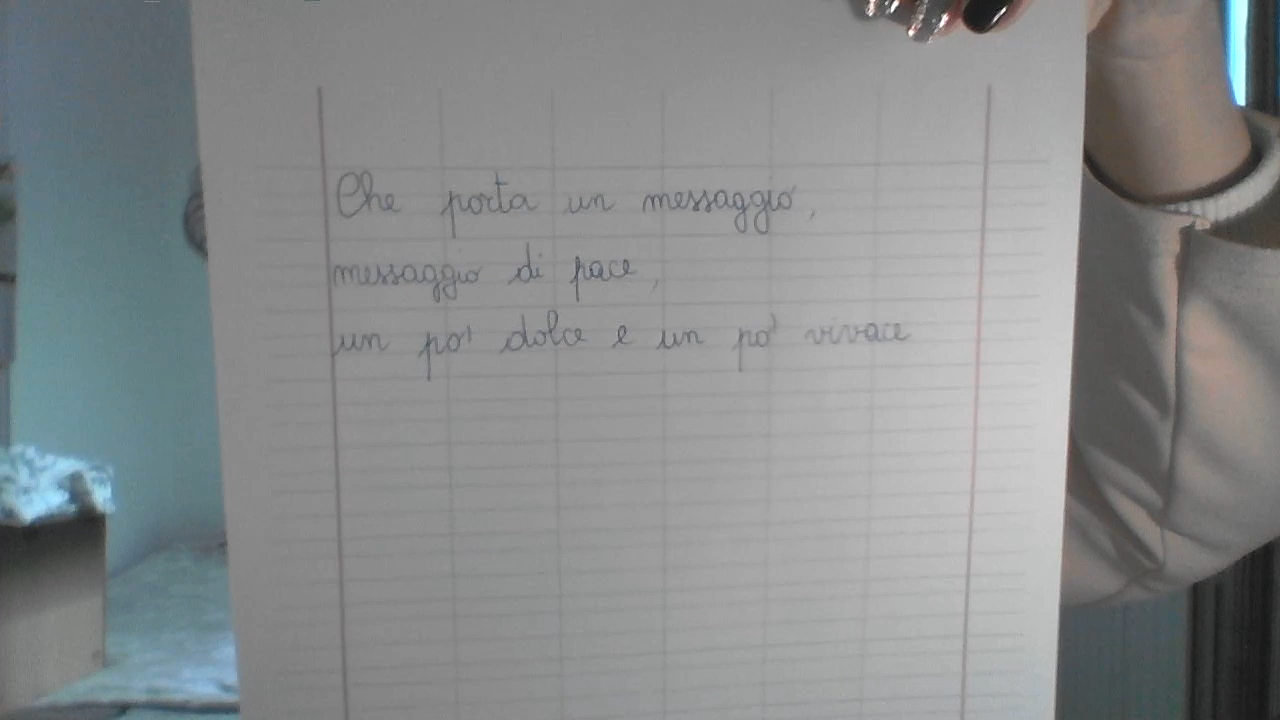 Che porta un messaggio,
messaggio di pace,
un po' dolce e un po' vivace